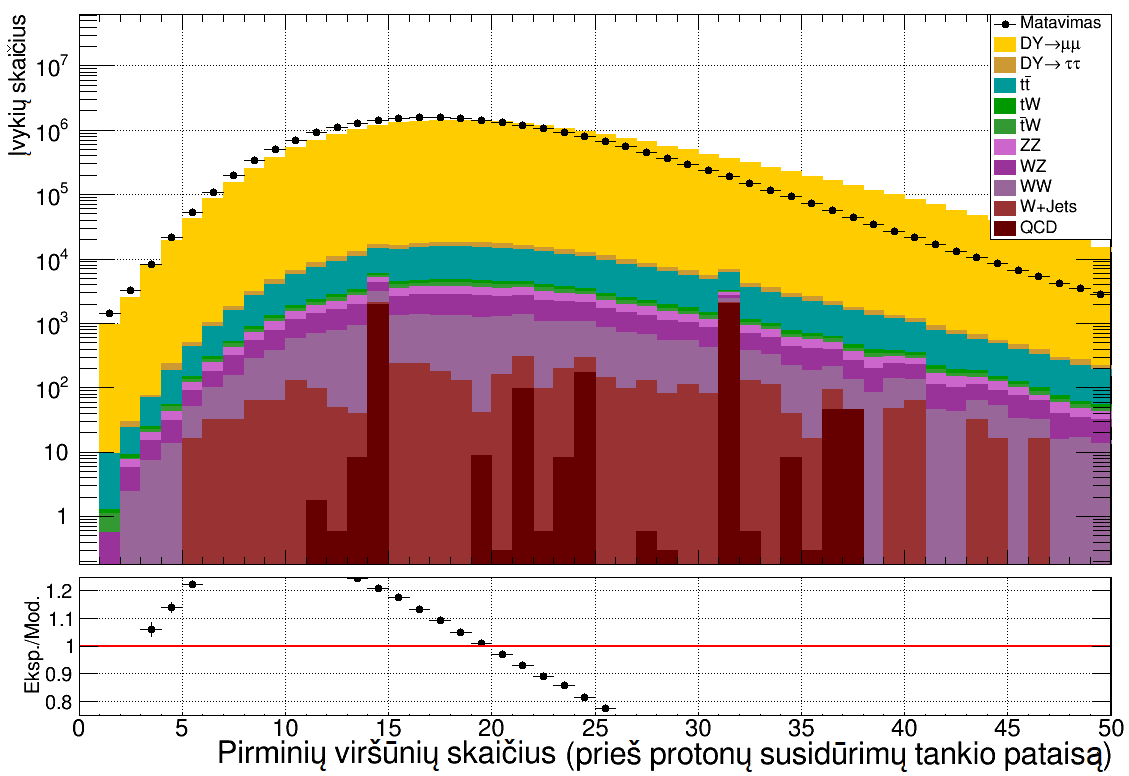 Įvykių skaičius
10⁷
10⁶
10⁵
10⁴
10³
10²
10
1
Matavimas
DY→μμ
DY→ττ
tt̄
tW
t̄W
ZZ
WZ
WW
W+Jets
QCD
Eksp./Mod.
1.2
1.1
1
0.9
0.8
0 5 10 15 20 25 30 35 40 45 50
Pirminių viršūnių skaičius (prieš protonų susidūrimų tankio pataisą)